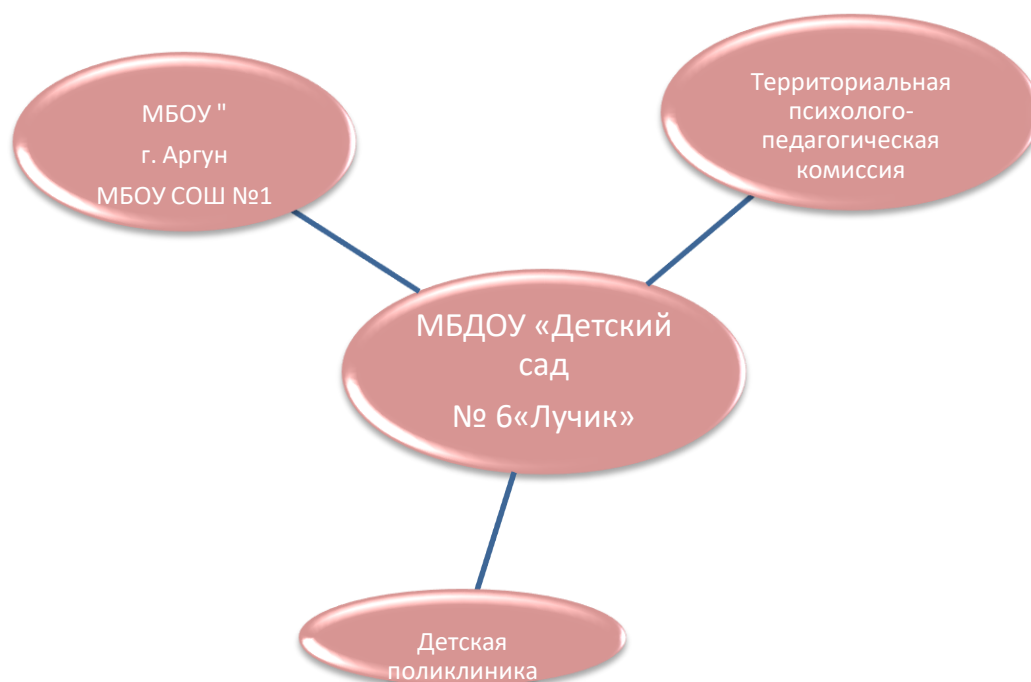 МБОУ "
г. Аргун
МБОУ СОШ №1
Территориальная
психолого-
педагогическая
комиссия
МБДОУ «Детский
сад
№ 6«Лучик»
Детская
поликлиника